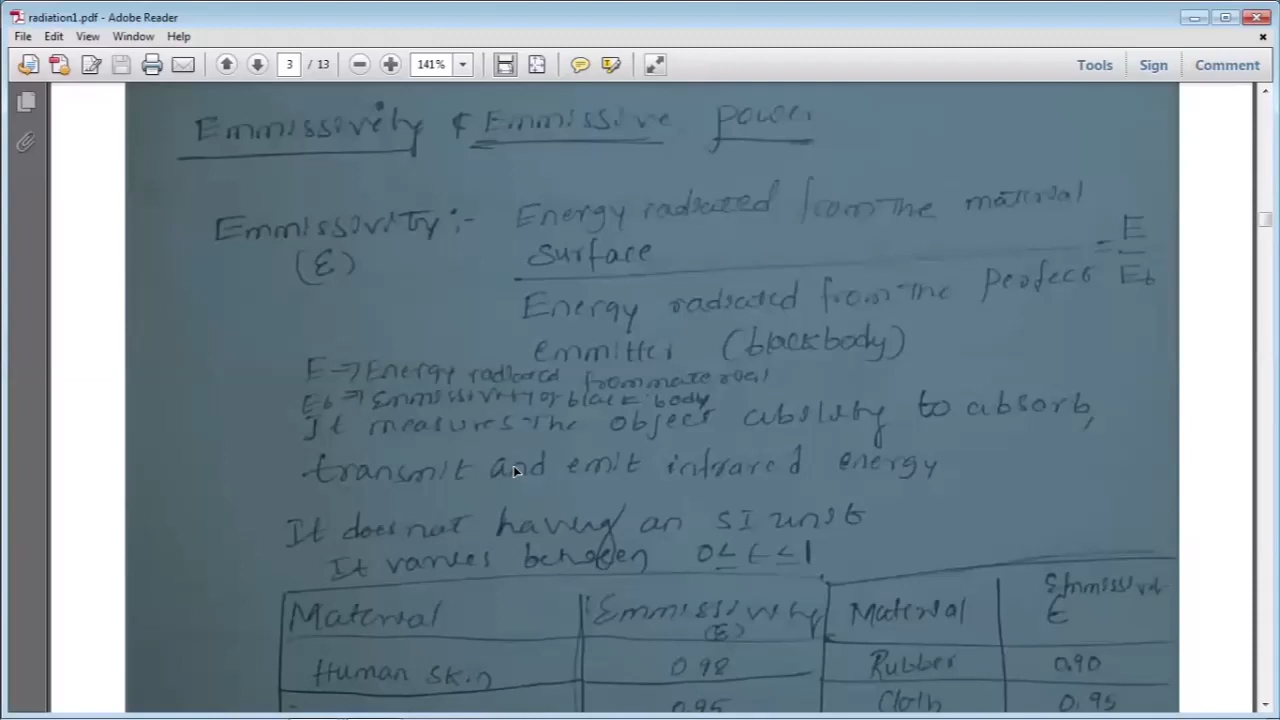 radiation1.pdf - Adobe Reader
File Edit View Window Help
3 / 13 141% Tools Sign Comment
Emmissivity & Emmissive power
Emmissivity :- Energy radiated from the material
surface
(ε)
= E
Eb
Energy radiated from the perfect
emmitter (blackbody)
E → Energy radiated from material
Eb → Emmissivity of black body
It measures the object ability to absorb,
transmit and emit infrared energy
It does not having an SI unit
It varies between 0 ≤ ε ≤ 1
Material Emmissivity (ε) Material Emmissivi
ε
Human skin 0.98 Rubber 0.90
0.95 Cloth 0.95